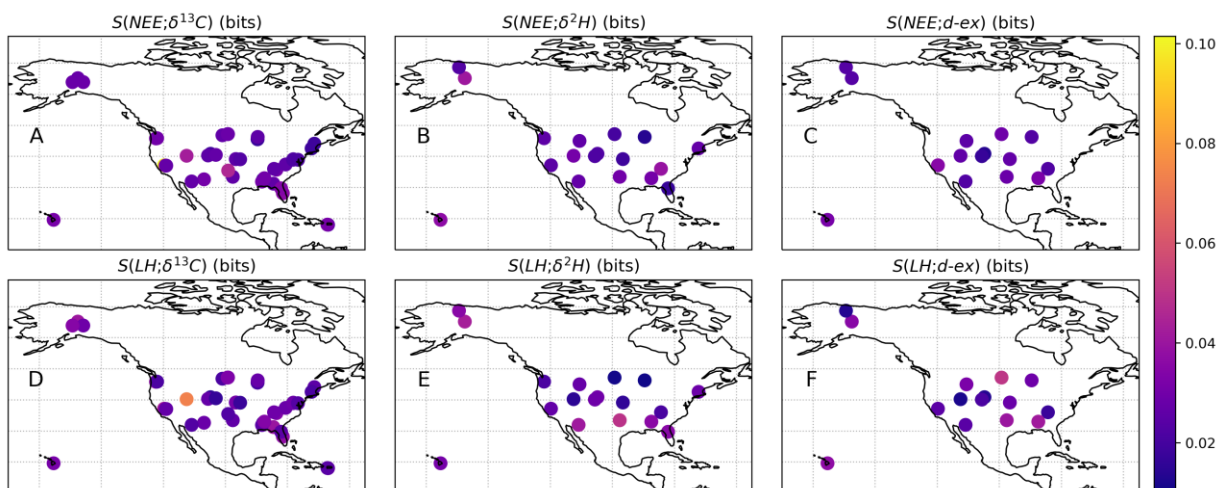 S(NEE;δ¹³C) (bits)
S(NEE;δ²H) (bits)
S(NEE;d-ex) (bits)
A
B
C
S(LH;δ¹³C) (bits)
S(LH;δ²H) (bits)
S(LH;d-ex) (bits)
D
E
F
0.10
0.08
0.06
0.04
0.02